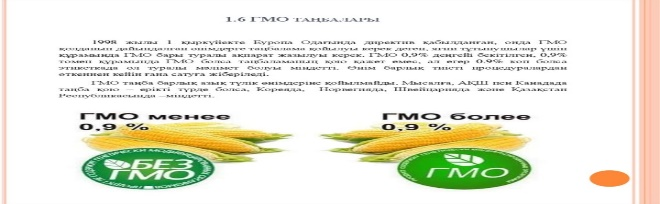 1.6 ГМО ТАҢБАЛАРЫ
1998 жылы 1 қыркүйекте Еуропа Одағында директив қабылданған, онда ГМО
қолданып дайындалған өнімдерге таңбалама қойылуы керек деген, яғни тұтынушылар үшін
құрамында ГМО бары туралы ақпарат жазылуы керек. ГМО 0,9% деңгейі бекітілген, 0,9%
төмен құрамында ГМО болса таңбаламаның қою қажет емес, ал егер 0.9% көп болса
этикеткада ол туралы мәлімет болуы міндетті. Өнім барлық тиісті процедуралардан
өткеннен кейін ғана сатуға жіберіледі.
ГМО таңба барлық азық түлік өнімдеріне қойылмайды. Мысалға, АҚШ пен Канадада
таңба қою – ерікті түрде болса, Кореяда, Норвегияда, Швейцарияда және Қазақстан
Республикасында –міндетті.
ГМО менее
0.9 %
ГМО более
0.9 %
БЕЗ
ГМО
ГМО